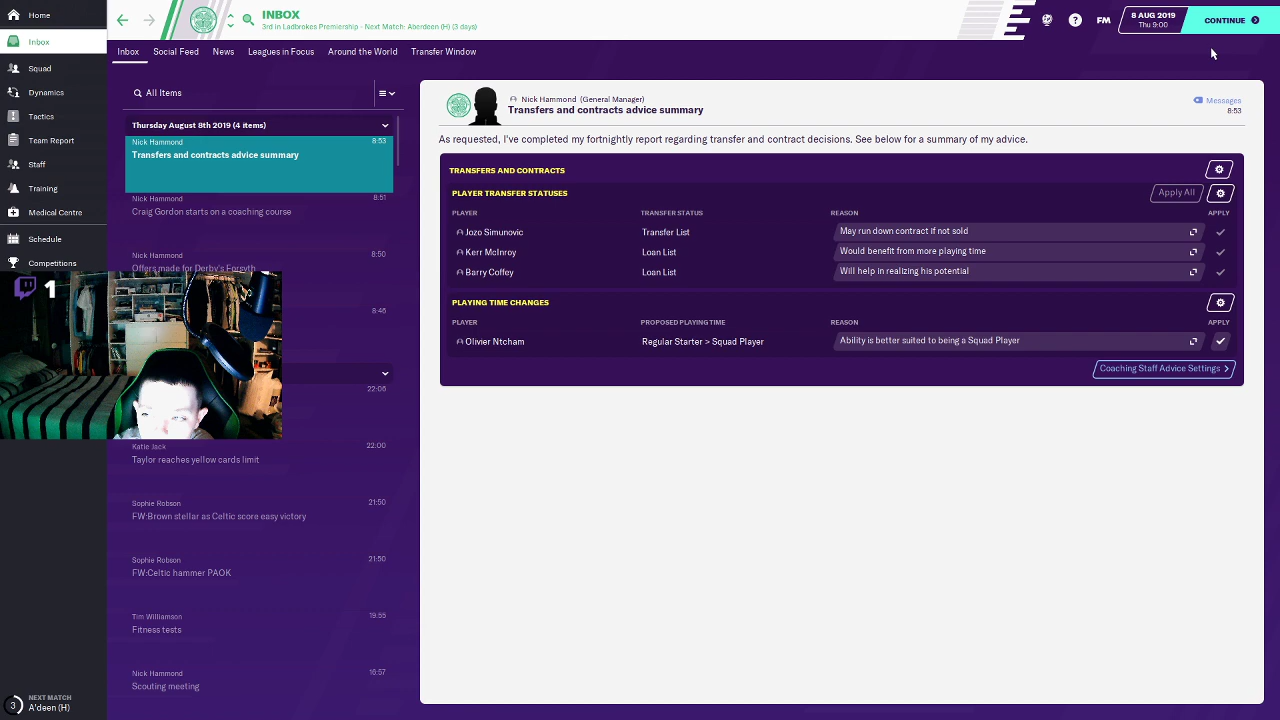 Home
Inbox
Squad
Dynamics
Tactics
Team Report
Staff
Training
Medical Centre
Schedule
Competitions
1
NEXT MATCH
A'deen (H)
3
INBOX
3rd in Ladbrokes Premiership - Next Match: Aberdeen (H) (3 days)
?
FM
8 AUG 2019
Thu 9:00
CONTINUE
Inbox
Social Feed
News
Leagues in Focus
Around the World
Transfer Window
All Items
Thursday August 8th 2019 (4 items)
Nick Hammond
8:53
Transfers and contracts advice summary
Nick Hammond
8:51
Craig Gordon starts on a coaching course
Nick Hammond
8:50
Offers made for Derby's Forsyth
8:46
22:06
Katie Jack
22:00
Taylor reaches yellow cards limit
Sophie Robson
21:50
FW:Brown stellar as Celtic score easy victory
Sophie Robson
21:50
FW:Celtic hammer PAOK
Tim Williamson
19:55
Fitness tests
Nick Hammond
16:57
Scouting meeting
Nick Hammond (General Manager)
Transfers and contracts advice summary
Messages
8:53
As requested, I've completed my fortnightly report regarding transfer and contract decisions. See below for a summary of my advice.
TRANSFERS AND CONTRACTS
PLAYER TRANSFER STATUSES
Apply All
PLAYER
TRANSFER STATUS
REASON
APPLY
Jozo Simunovic
Transfer List
May run down contract if not sold
Kerr McInroy
Loan List
Would benefit from more playing time
Barry Coffey
Loan List
Will help in realizing his potential
PLAYING TIME CHANGES
PLAYER
PROPOSED PLAYING TIME
REASON
APPLY
Olivier Ntcham
Regular Starter > Squad Player
Ability is better suited to being a Squad Player
Coaching Staff Advice Settings